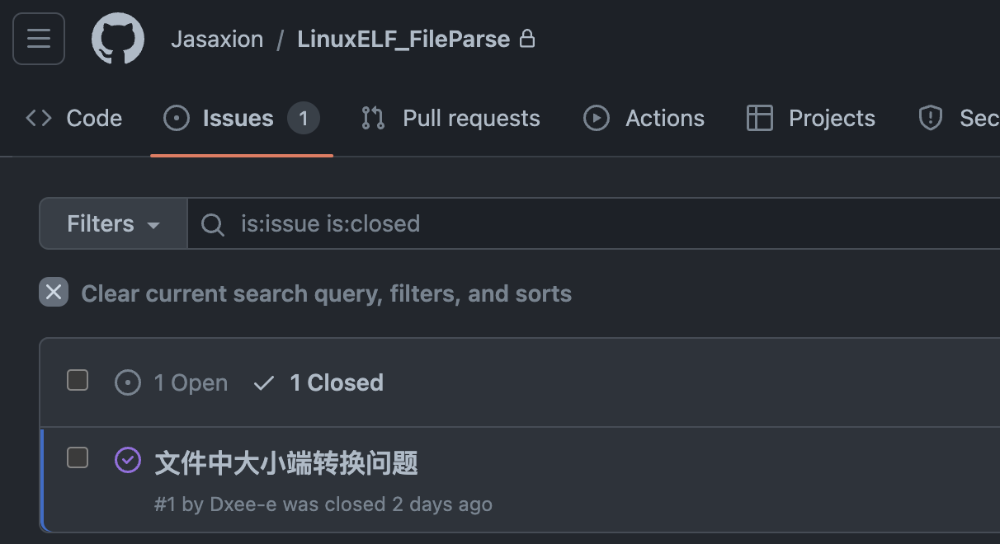 Jasaxion / LinuxELF_FileParse
Code Issues 1 Pull requests Actions Projects Sec
Filters is:issue is:closed
Clear current search query, filters, and sorts
1 Open 1 Closed
文件中大小端转换问题
#1 by Dxee-e was closed 2 days ago